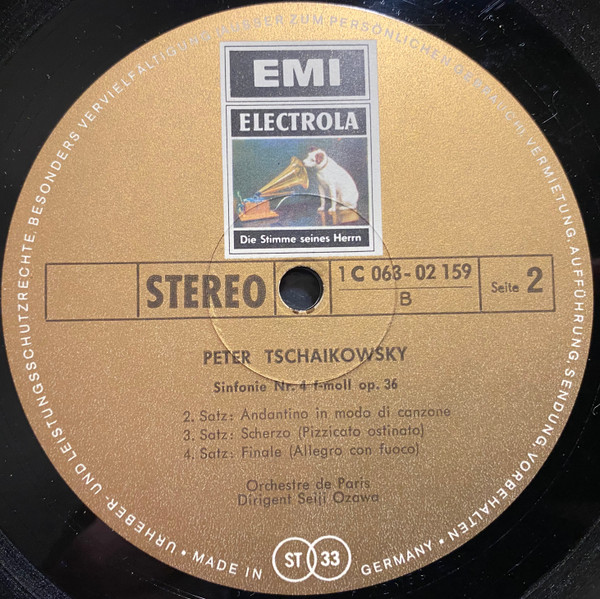 EMI
ELECTROLA
Die Stimme seines Herrn
STEREO
1 C 063-02 159
B
Seite 2
PETER TSCHAIKOWSKY
Sinfonie Nr. 4 f-moll op. 36
2. Satz: Andantino in modo di canzone
3. Satz: Scherzo (Pizzicato ostinato)
4. Satz: Finale (Allegro con fuoco)
Orchestre de Paris
Dirigent Seiji Ozawa
URHEBER- UND LEISTUNGSSCHUTZRECHTE, BESONDERS VERVIELFÄLTIGUNG WEDER ZUM PERSÖNLICHEN GEBRAUCH, VERMIETUNG, AUFFÜHRUNG, SENDUNG, VORBEHALTEN •
• MADE IN
ST 33
GERMANY •